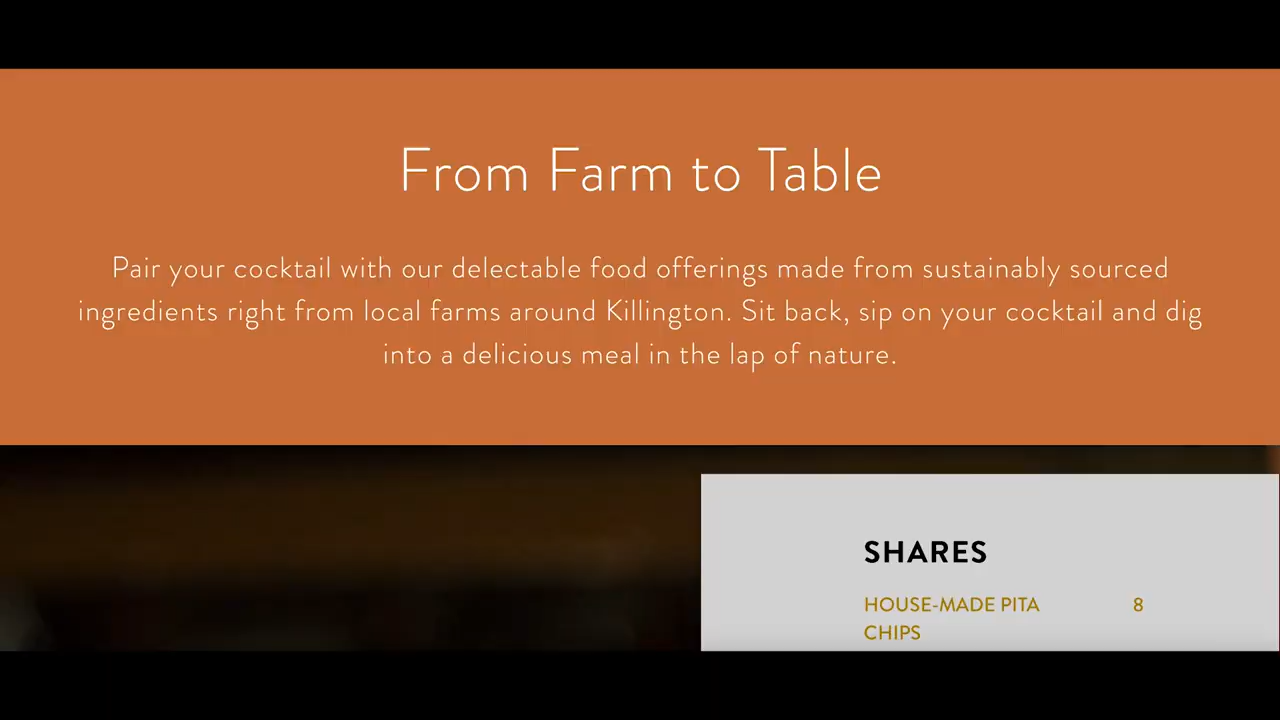 From Farm to Table
Pair your cocktail with our delectable food offerings made from sustainably sourced
ingredients right from local farms around Killington. Sit back, sip on your cocktail and dig
into a delicious meal in the lap of nature.
SHARES
HOUSE-MADE PITA 8
CHIPS